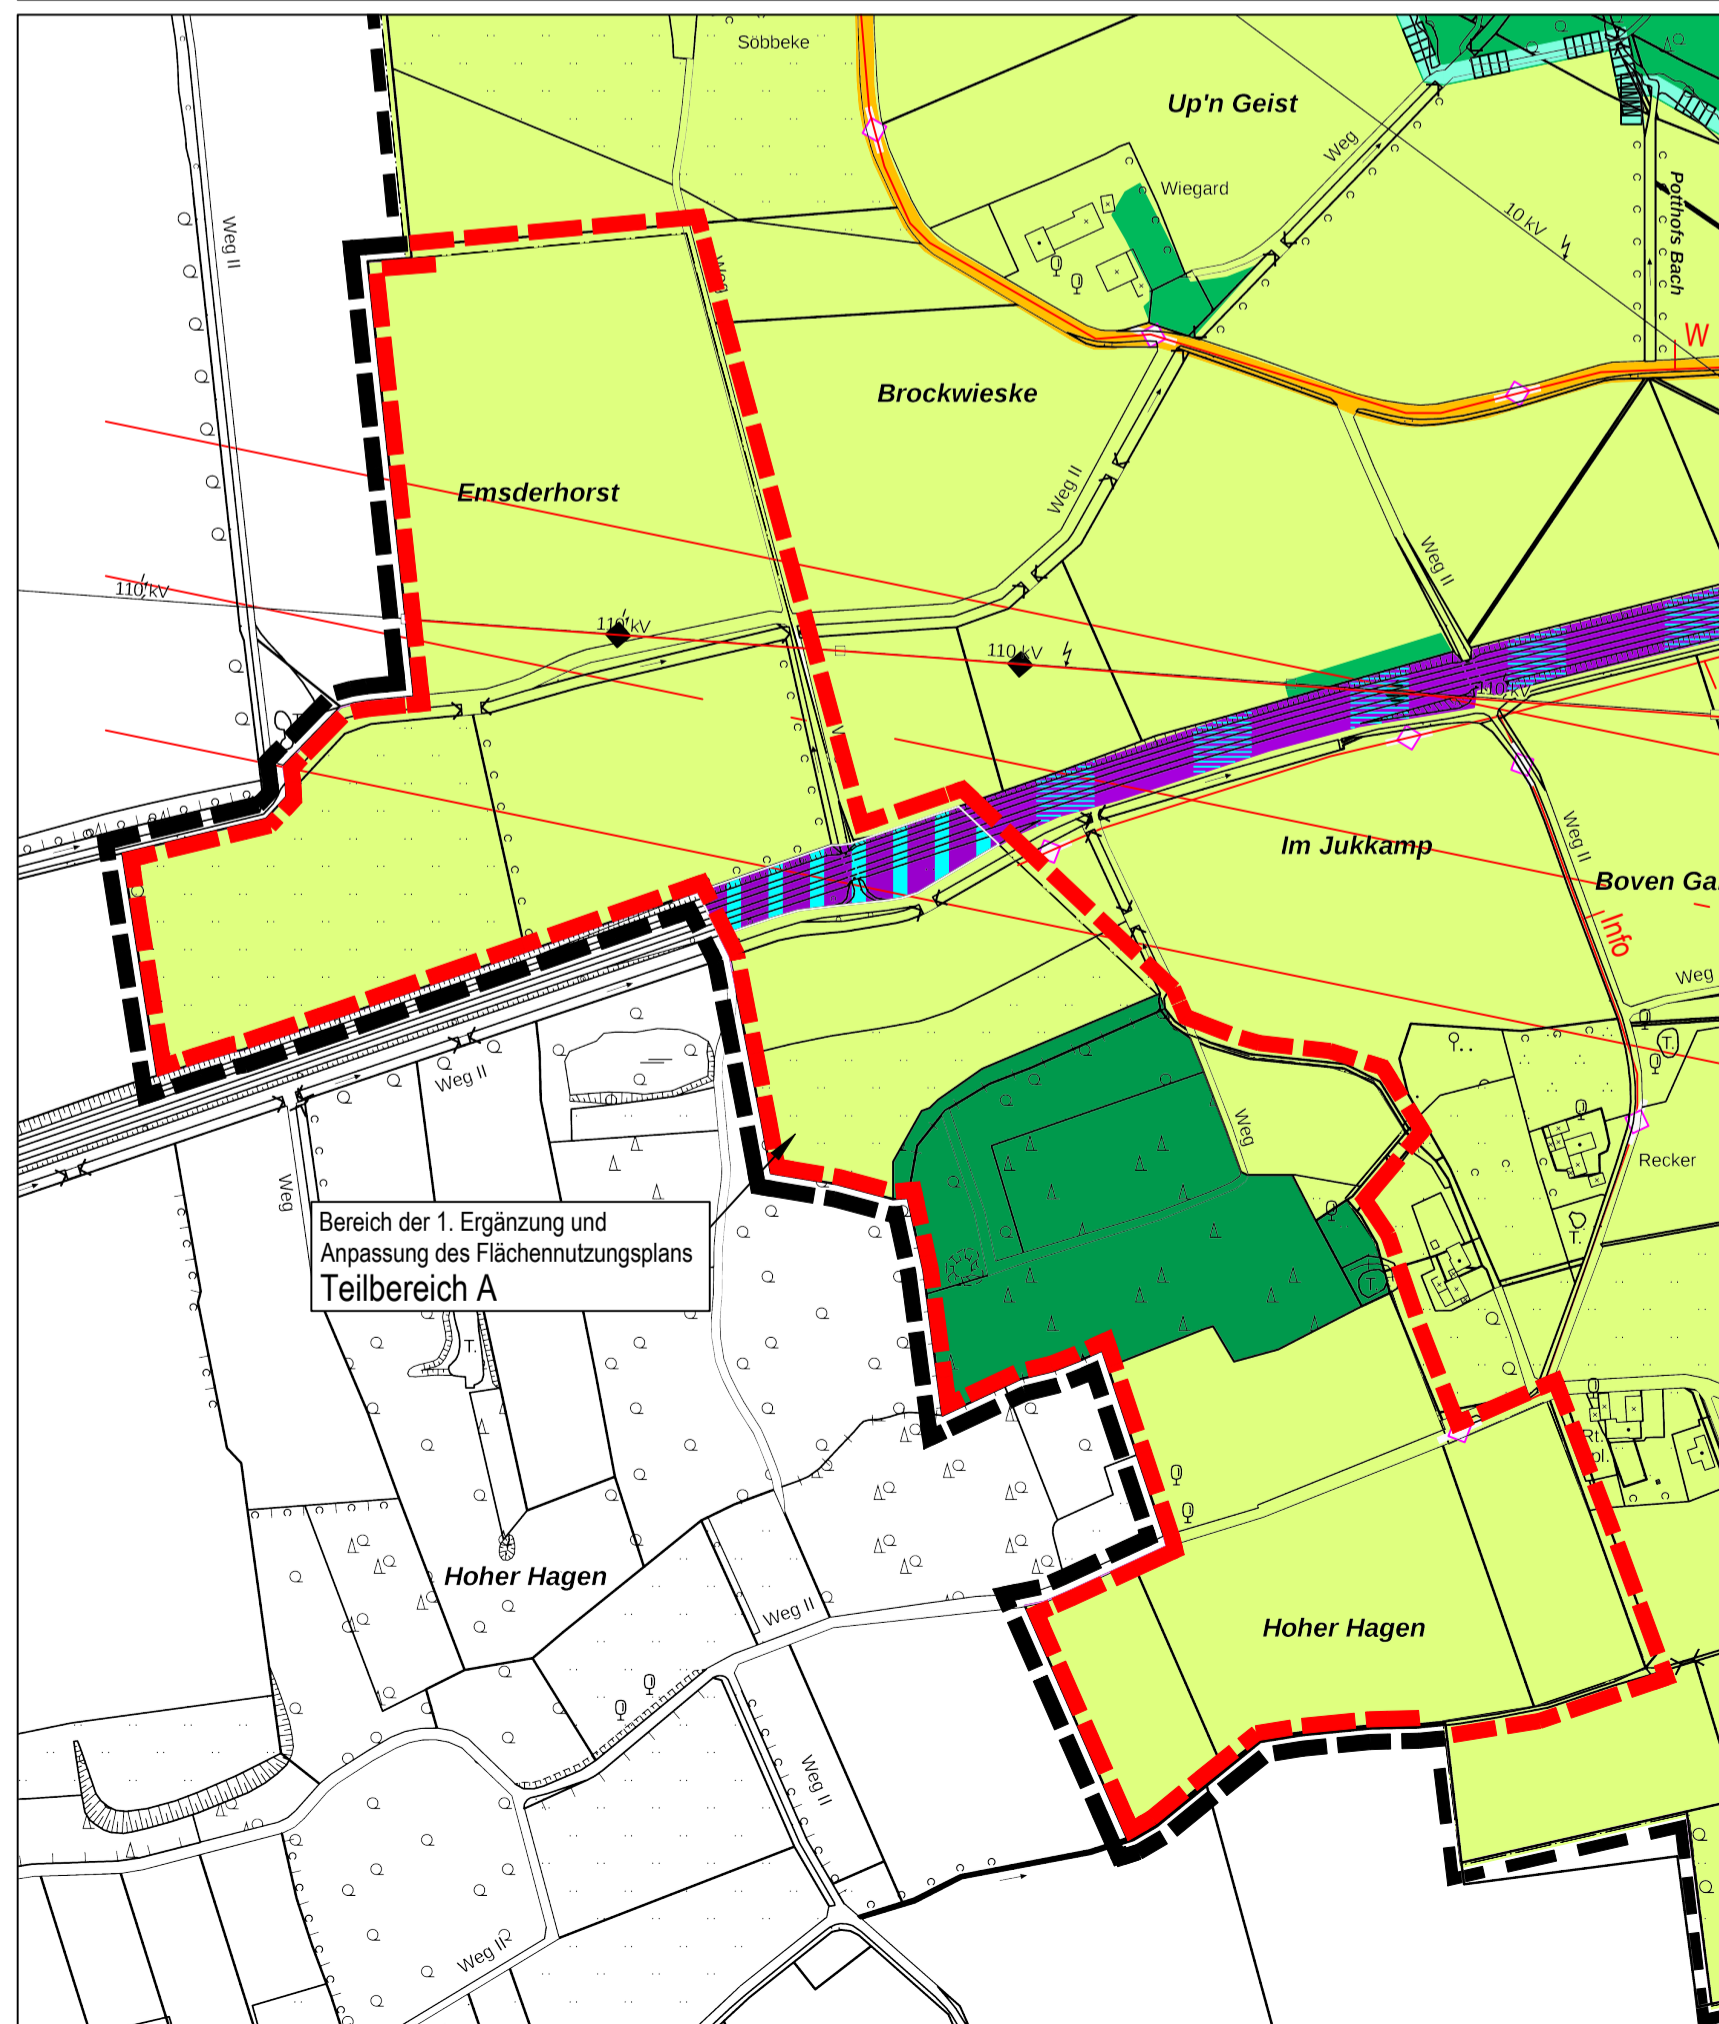 Söbbeke
Up'n Geist
Weg
Wiegard
Potthofs Bach
10 kV
Weg II
Weg
W
Brockwieske
Emsderhorst
Weg II
Weg II
110 kV
110 kV
110 kV
110 kV
T.
Im Jukkamp
Weg II
Boven Ga
Info
Weg
T.
Weg II
Weg
Weg
Recker
T.
T.
Bereich der 1. Ergänzung und
Anpassung des Flächennutzungsplans
Teilbereich A
T.
Rt.
pl.
Hoher Hagen
Weg II
Hoher Hagen
Weg II
Weg II